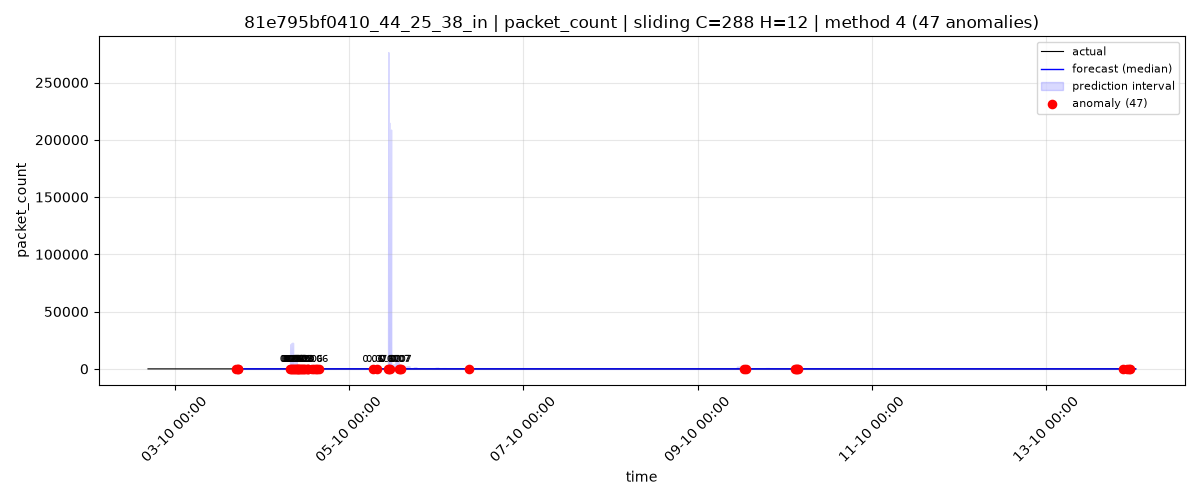 81e795bf0410_44_25_38_in | packet_count | sliding C=288 H=12 | method 4 (47 anomalies)
actual
forecast (median)
prediction interval
anomaly (47)
packet_count
250000
200000
150000
100000
50000
0
03-10 00:00
05-10 00:00
07-10 00:00
09-10 00:00
11-10 00:00
13-10 00:00
time